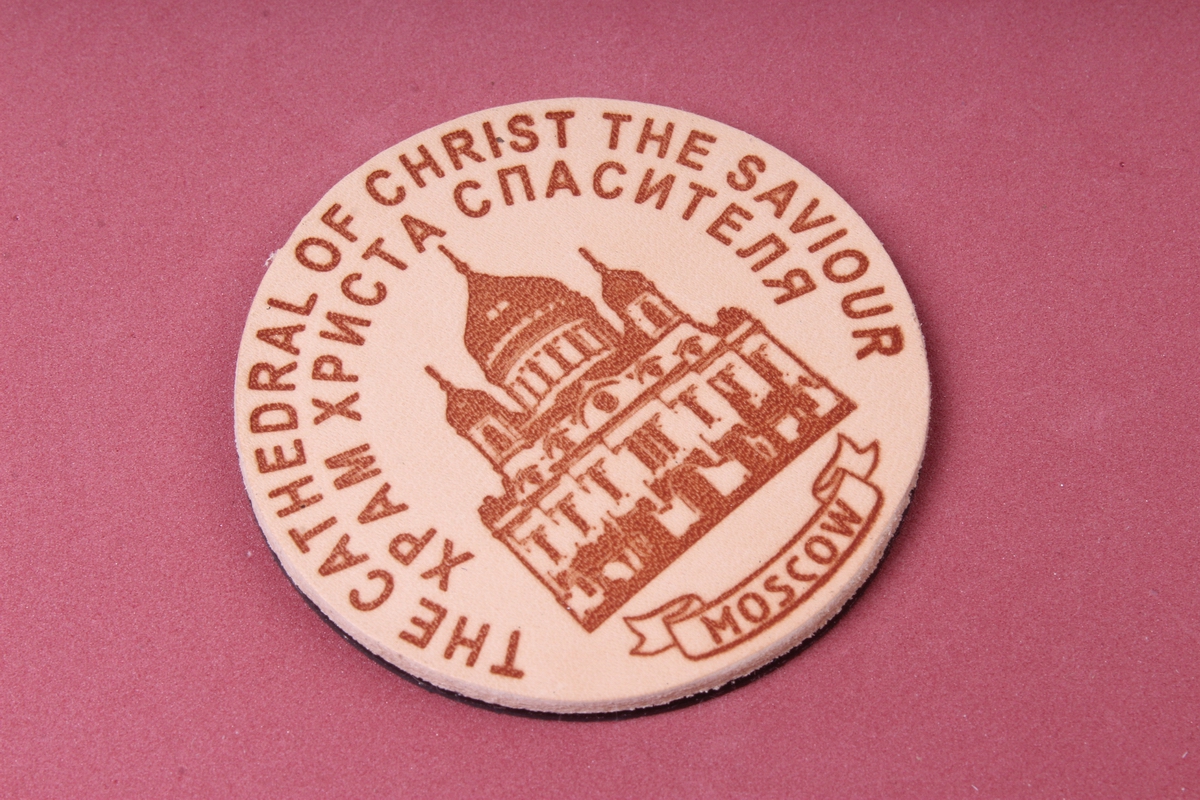 THE CATHEDRAL OF CHRIST THE SAVIOUR
ХРАМ ХРИСТА СПАСИТЕЛЯ
MOSCOW